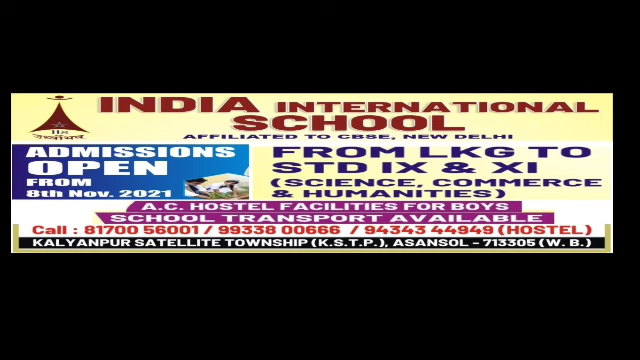 INDIA INTERNATIONAL
SCHOOL
AFFILIATED TO CBSE, NEW DELHI
IIS
ADMISSIONS
OPEN
FROM
8th Nov. 2021
FROM LKG TO
STD IX & XI
(SCIENCE, COMMERCE
& HUMANITIES)
A.C. HOSTEL FACILITIES FOR BOYS
SCHOOL TRANSPORT AVAILABLE
Call : 81700 56001 / 99338 00666 / 94343 44949 (HOSTEL)
KALYANPUR SATELLITE TOWNSHIP (K.S.T.P.), ASANSOL - 713305 (W. B.)